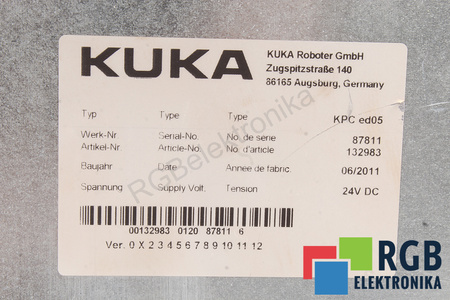 KUKA
KUKA Roboter GmbH
Zugspitzstraße 140
86165 Augsburg, Germany
Typ Type Type KPC ed05
Werk-Nr. Serial-No. No. de serie 87811
Artikel-Nr. Article-No. No. d'article 132983
Baujahr Date Annee de fabric. 06/2011
Spannung Supply Volt. Tension 24V DC
00132983 0120 87811 6
Ver. 0 X 2 3 4 5 6 7 8 9 10 11 12
RGBelektronika
RGB
ELEKTRONIKA